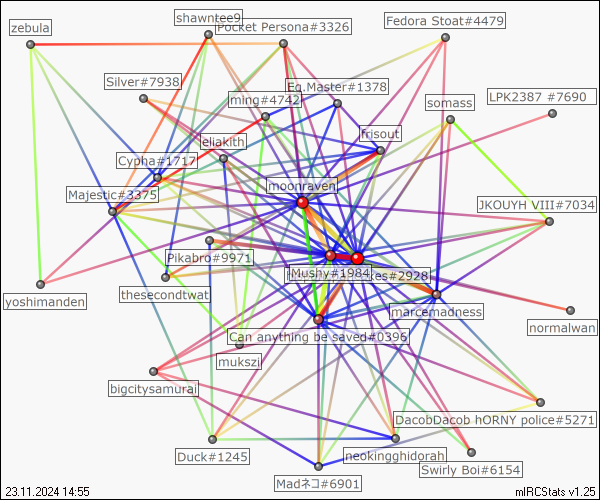 shawntee9
zebula
Pocket Persona#3326
Fedora Stoat#4479
Silver#7938
Eq.Master#1378
LPK2387 #7690
ming#4742
somass
frisout
eliakith
Cypha#1717
moonraven
Majestic#3375
JKOUYH VIII#7034
Pikabro#9971
Mushy#1984
kes#2928
yoshimanden
thesecondtwat
marcemadness
normalwan
Can anything be saved#0396
mukszi
bigcitysamurai
DacobDacob hORNY police#5271
Duck#1245
neokingghidorah
Swirly Boi#6154
Madネコ#6901
23.11.2024 14:55
mIRCStats v1.25